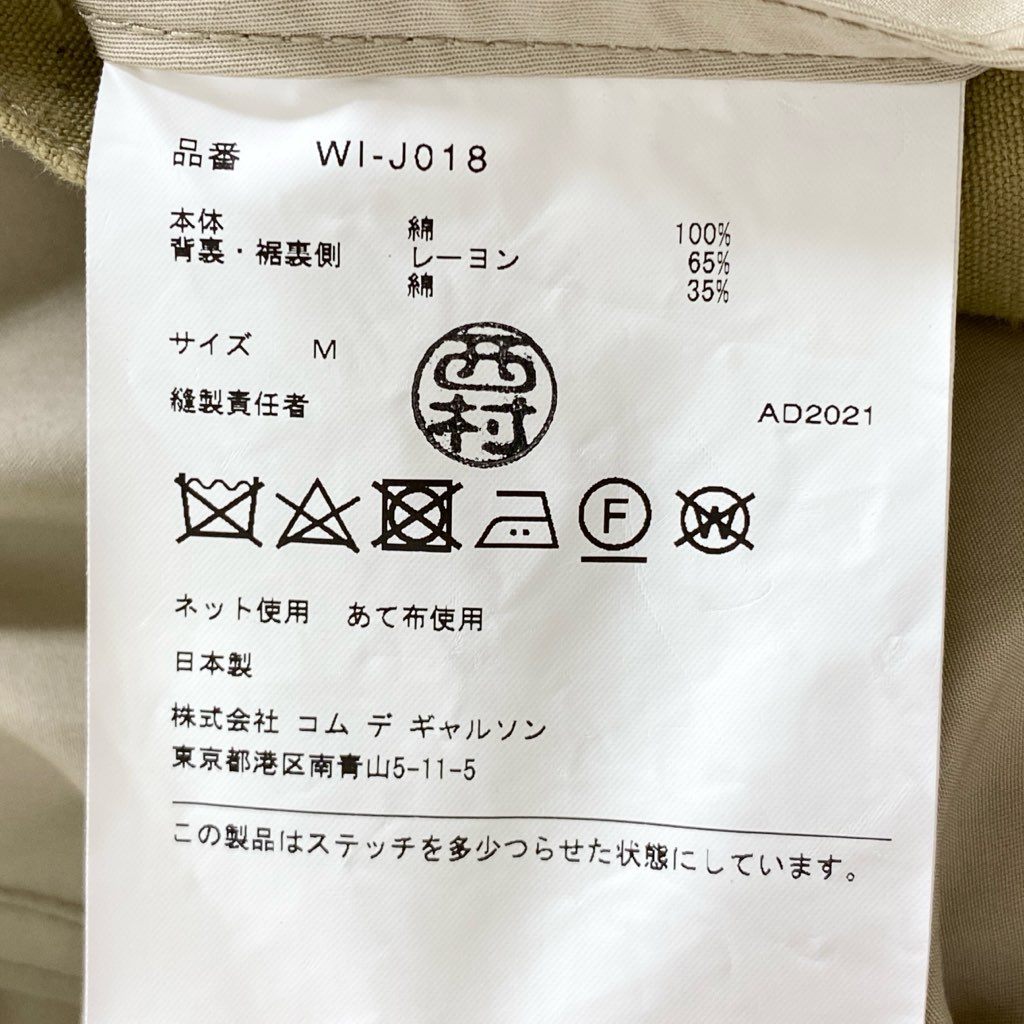 品番 WI-J018
本体 綿 100%
背裏・裾裏側 レーヨン 65%
綿 35%
サイズ M
西村
縫製責任者 AD2021
F W
ネット使用 あて布使用
日本製
株式会社 コム デ ギャルソン
東京都港区南青山5-11-5
この製品はステッチを多少つらせた状態にしています。